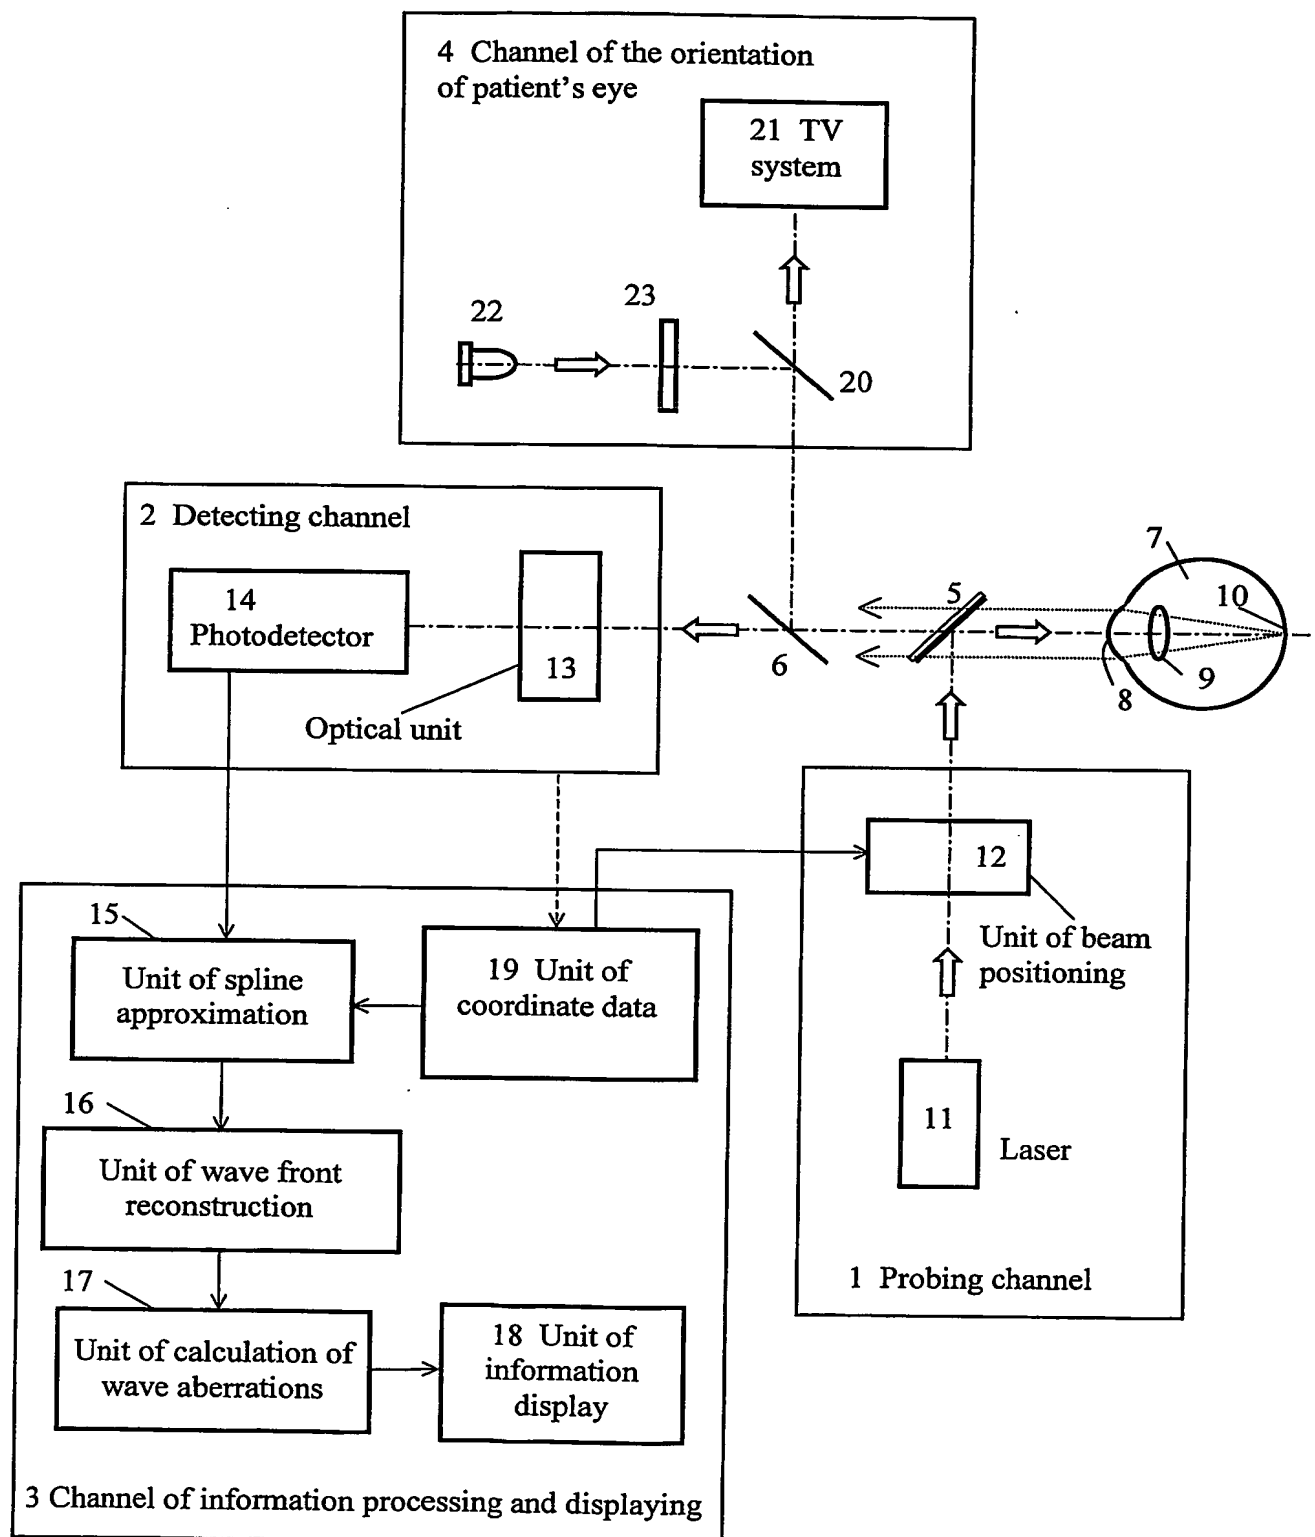 4 Channel of the orientation
of patient's eye
21 TV
system
22
23
20
2 Detecting channel
14
Photodetector
13
Optical unit
6
5
7
10
8
9
12
Unit of beam
positioning
11
Laser
1 Probing channel
15
Unit of spline
approximation
19 Unit of
coordinate data
16
Unit of wave front
reconstruction
17
Unit of calculation of
wave aberrations
18 Unit of
information
display
3 Channel of information processing and displaying